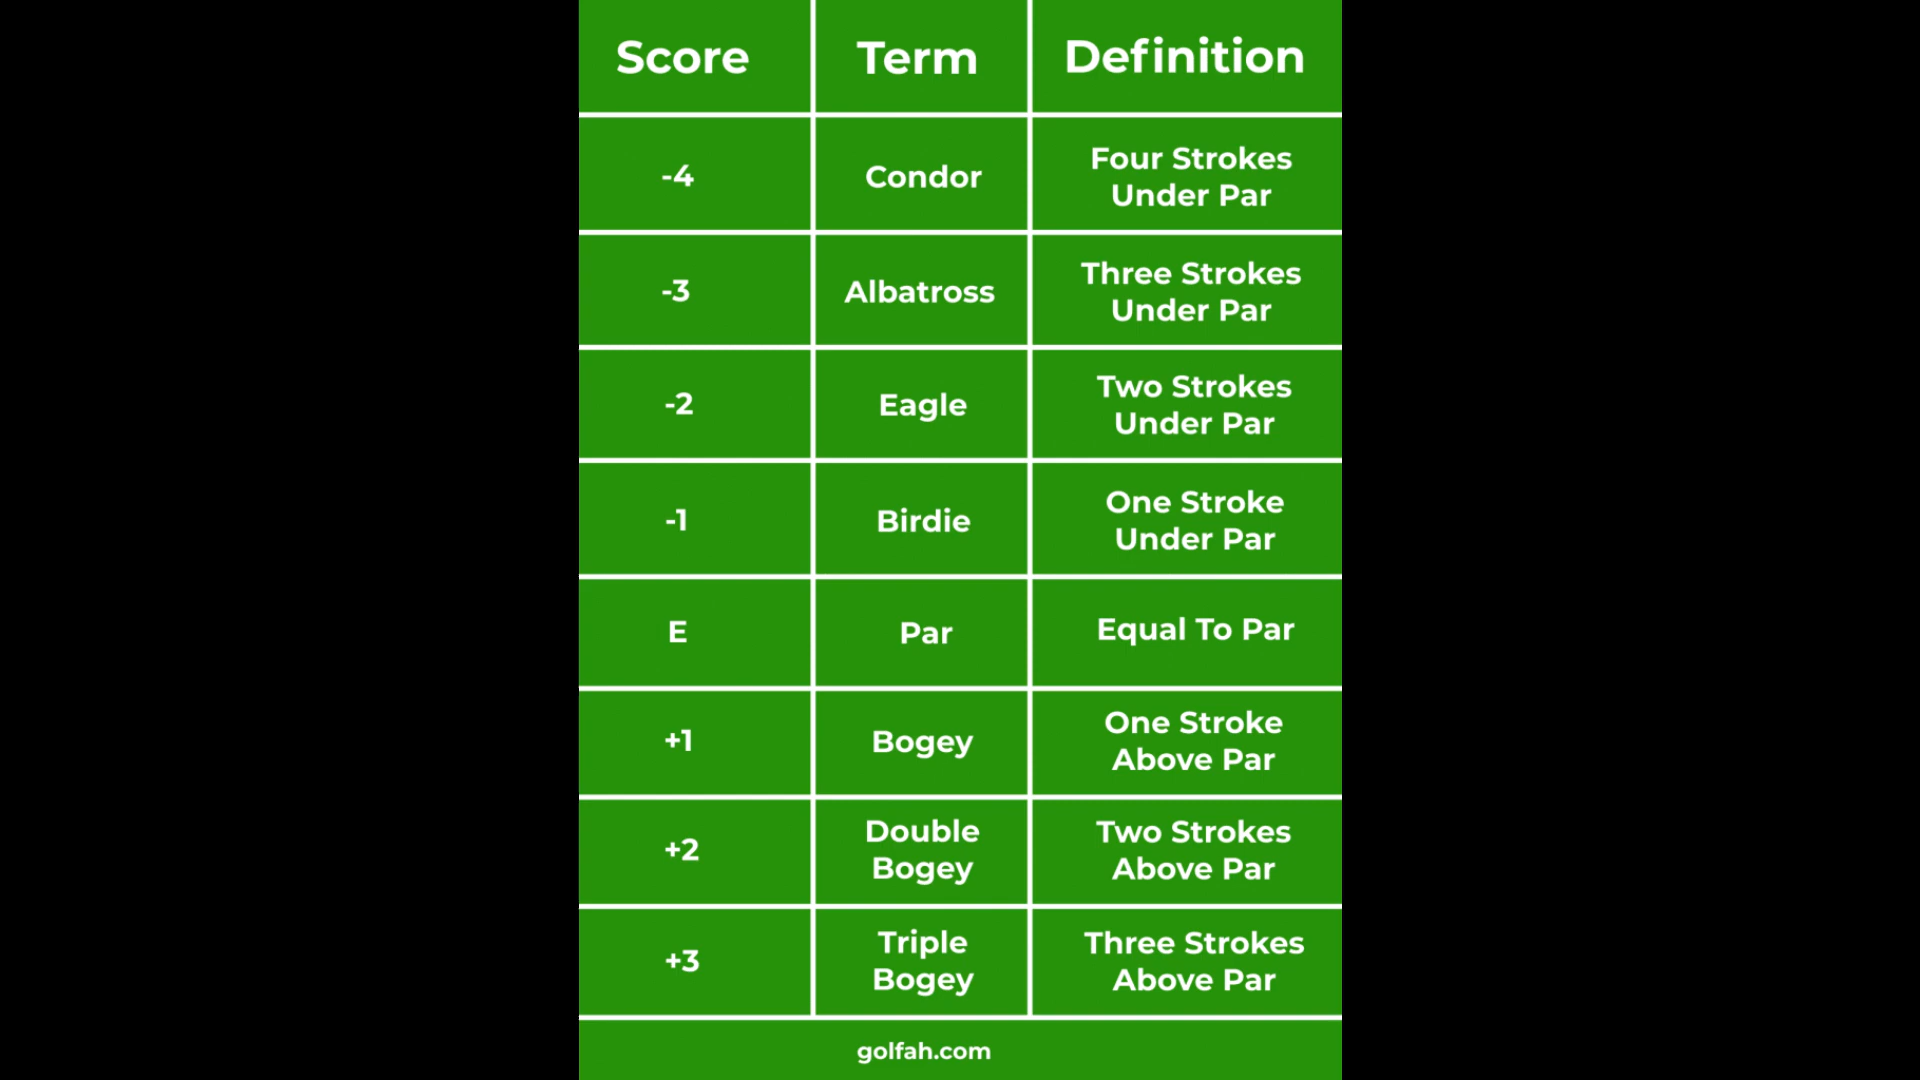 Score Term Definition
-4 Condor Four Strokes
Under Par
-3 Albatross Three Strokes
Under Par
-2 Eagle Two Strokes
Under Par
-1 Birdie One Stroke
Under Par
E Par Equal To Par
+1 Bogey One Stroke
Above Par
+2 Double
Bogey Two Strokes
Above Par
+3 Triple
Bogey Three Strokes
Above Par
golfah.com